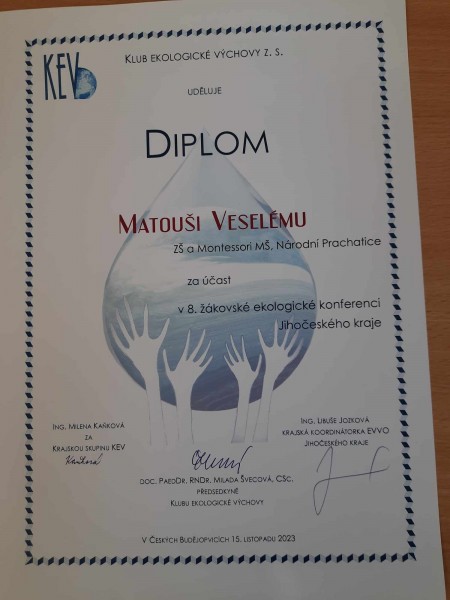 KEV
KLUB EKOLOGICKÉ VÝCHOVY Z. S.
UDĚLUJE
DIPLOM
MATOUŠI VESELÉMU
ZŠ a Montessori MŠ, Národní Prachatice
za účast
v 8. žákovské ekologické konferenci
Jihočeského kraje
ING. MILENA KAŇKOVÁ
ZA
KRAJSKOU SKUPINU KEV
Kaňková
DOC. PAEDDR. RNDR. MILADA ŠVECOVÁ, CSC.
PŘEDSEDKYNĚ
KLUBU EKOLOGICKÉ VÝCHOVY
ING. LIBUŠE JOZKOVÁ
KRAJSKÁ KOORDINÁTORKA EVVO
JIHOČESKÉHO KRAJE
V ČESKÝCH BUDĚJOVICÍCH 15. LISTOPADU 2023